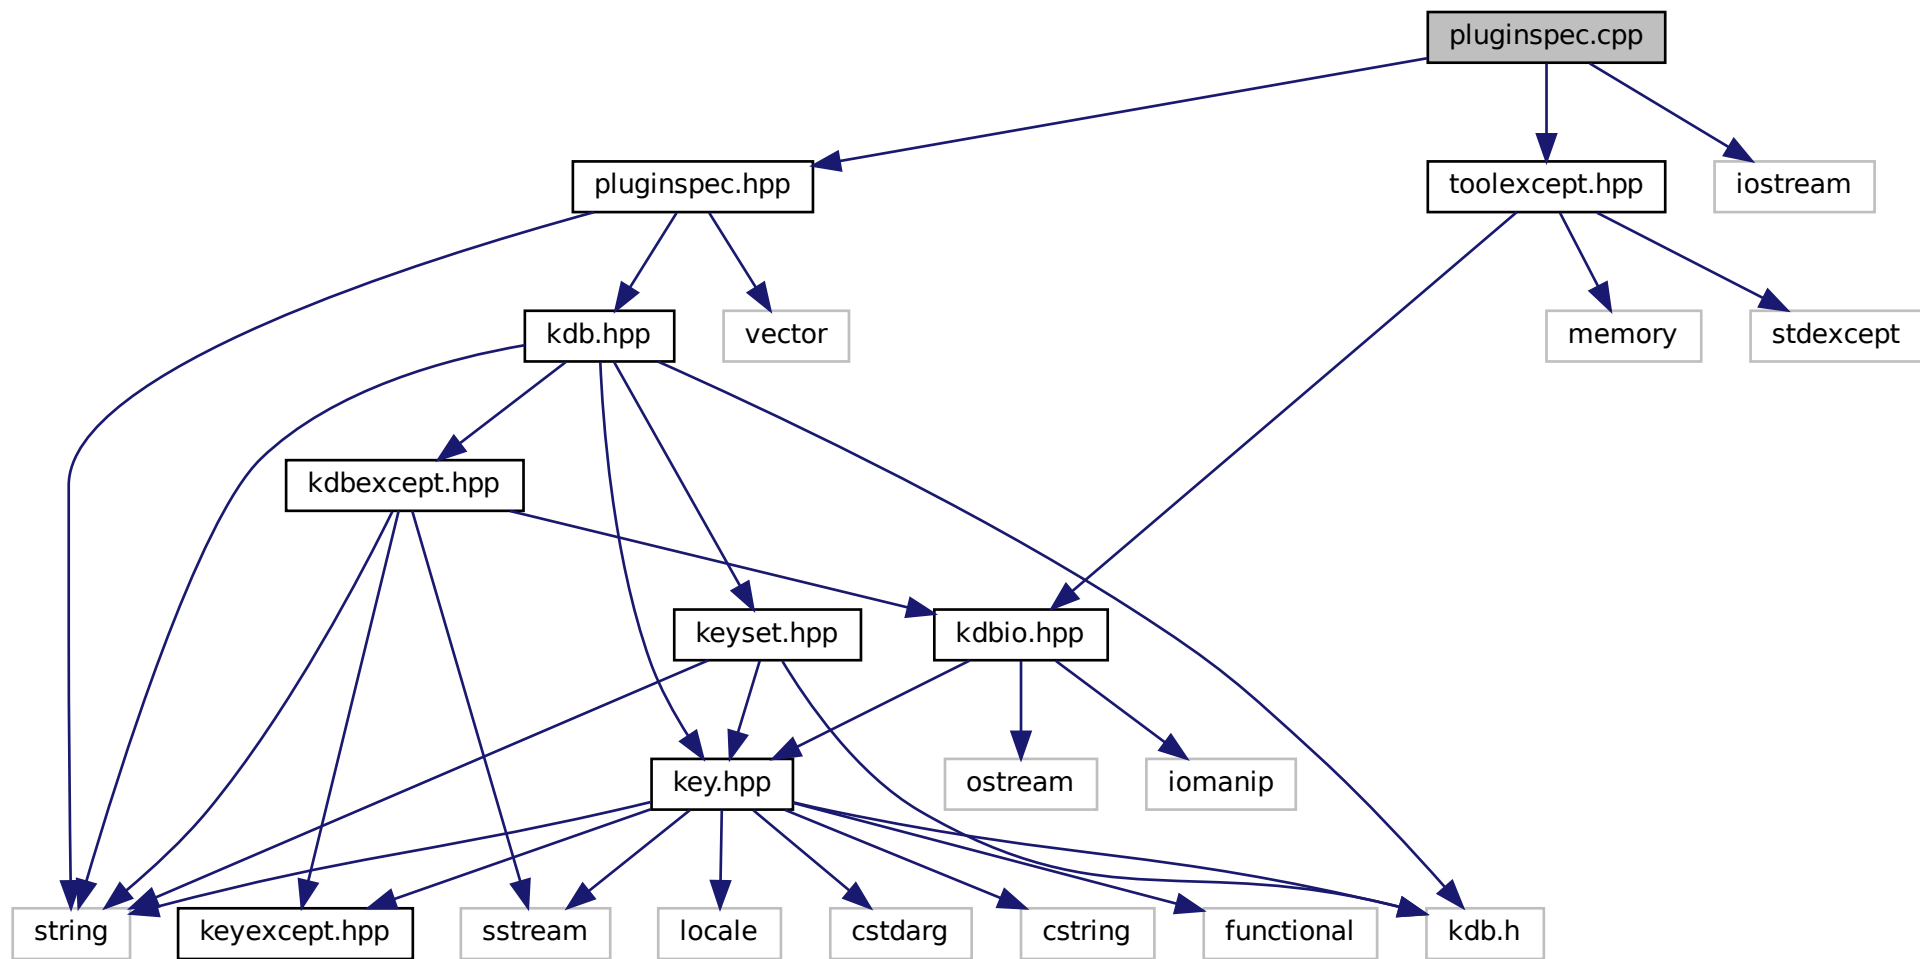 pluginspec.cpp
pluginspec.hpp
toolexcept.hpp
iostream
kdb.hpp
vector
memory
stdexcept
kdbexcept.hpp
keyset.hpp
kdbio.hpp
key.hpp
ostream
iomanip
string
keyexcept.hpp
sstream
locale
cstdarg
cstring
functional
kdb.h